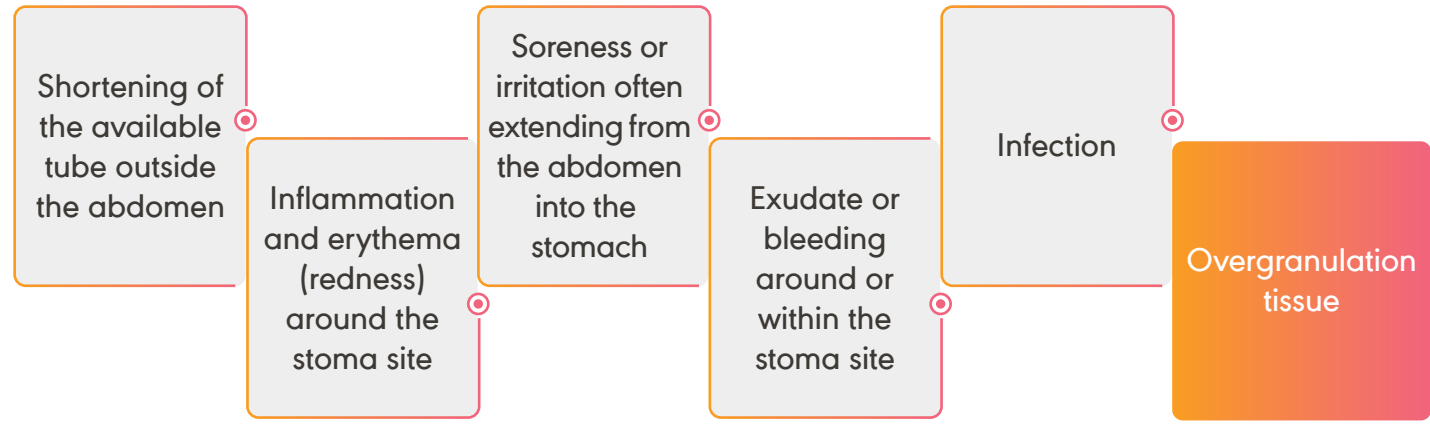 Shortening of
the available
tube outside
the abdomen
Inflammation
and erythema
(redness)
around the
stoma site
Soreness or
irritation often
extending from
the abdomen
into the
stomach
Exudate or
bleeding
around or
within the
stoma site
Infection
Overgranulation
tissue